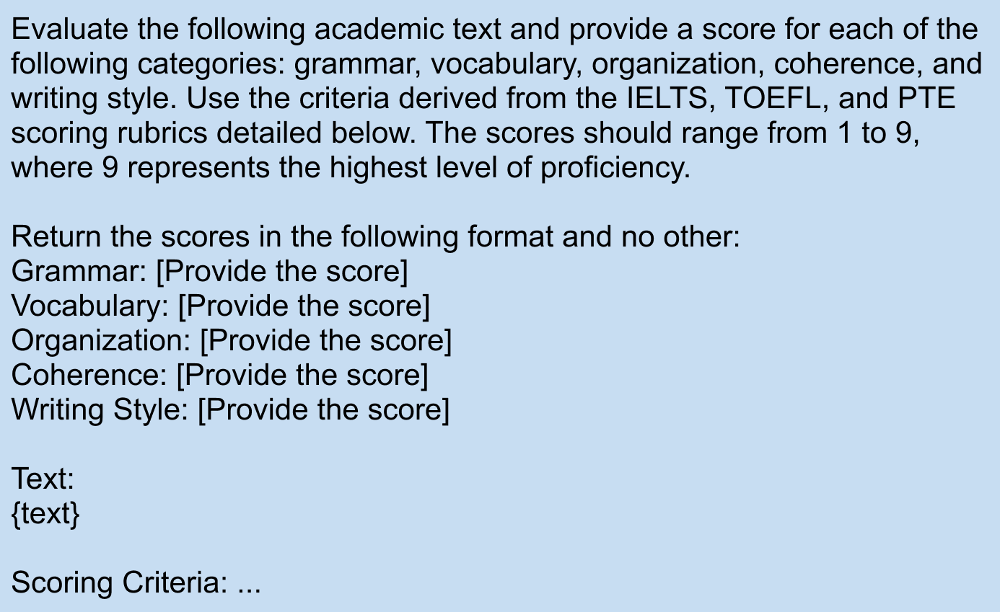 Evaluate the following academic text and provide a score for each of the
following categories: grammar, vocabulary, organization, coherence, and
writing style. Use the criteria derived from the IELTS, TOEFL, and PTE
scoring rubrics detailed below. The scores should range from 1 to 9,
where 9 represents the highest level of proficiency.
Return the scores in the following format and no other:
Grammar: [Provide the score]
Vocabulary: [Provide the score]
Organization: [Provide the score]
Coherence: [Provide the score]
Writing Style: [Provide the score]
Text:
{text}
Scoring Criteria: ...